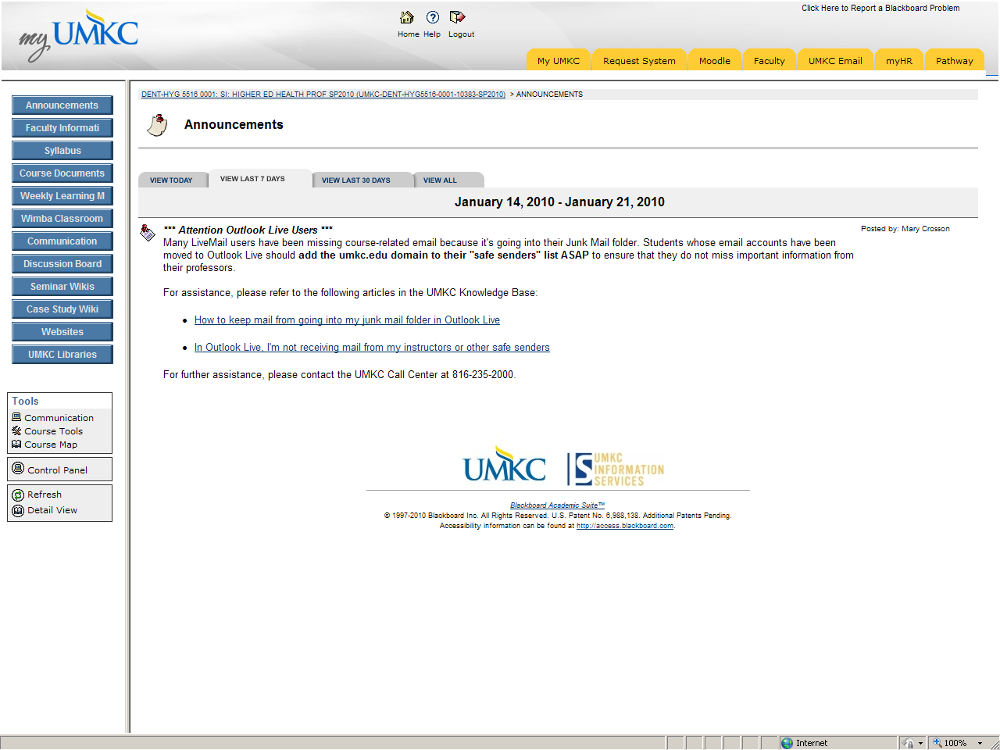 Click Here to Report a Blackboard Problem
my UMKC
Home Help Logout
My UMKC Request System Moodle Faculty UMKC Email myHR Pathway
Announcements
Faculty Informati
Syllabus
Course Documents
Weekly Learning M
Wimba Classroom
Communication
Discussion Board
Seminar Wikis
Case Study Wiki
Websites
UMKC Libraries
Tools
Communication
Course Tools
Course Map
Control Panel
Refresh
Detail View
DENT-HYG 5516 0001: SI: HIGHER ED HEALTH PROF SP2010 (UMKC-DENT-HYG5516-0001-10383-SP2010) > ANNOUNCEMENTS
Announcements
VIEW TODAY VIEW LAST 7 DAYS VIEW LAST 30 DAYS VIEW ALL
January 14, 2010 - January 21, 2010
*** Attention Outlook Live Users ***
Posted by: Mary Crosson
Many LiveMail users have been missing course-related email because it's going into their Junk Mail folder. Students whose email accounts have been
moved to Outlook Live should add the umkc.edu domain to their "safe senders" list ASAP to ensure that they do not miss important information from
their professors.
For assistance, please refer to the following articles in the UMKC Knowledge Base:
• How to keep mail from going into my junk mail folder in Outlook Live
• In Outlook Live, I'm not receiving mail from my instructors or other safe senders
For further assistance, please contact the UMKC Call Center at 816-235-2000.
UMKC
IS UMKC
INFORMATION
SERVICES
Blackboard Academic Suite™
© 1997-2010 Blackboard Inc. All Rights Reserved. U.S. Patent No. 6,988,138. Additional Patents Pending.
Accessibility information can be found at http://access.blackboard.com.
Internet
100%